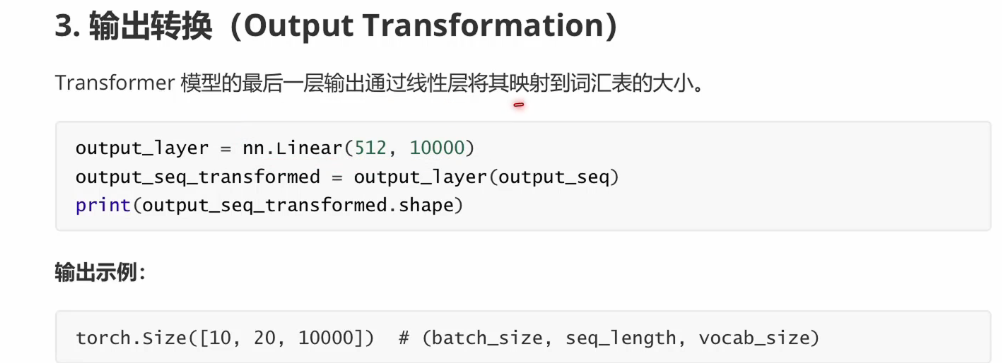 3. 输出转换（Output Transformation）
Transformer 模型的最后一层输出通过线性层将其映射到词汇表的大小。
output_layer = nn.Linear(512, 10000)
output_seq_transformed = output_layer(output_seq)
print(output_seq_transformed.shape)
输出示例：
torch.Size([10, 20, 10000])  # (batch_size, seq_length, vocab_size)